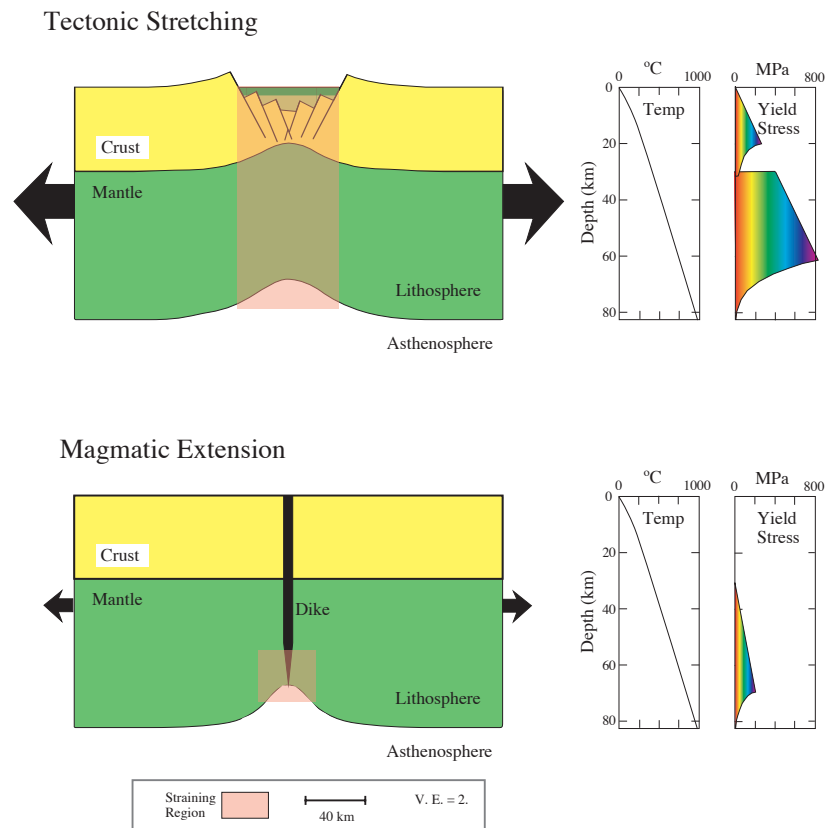 Tectonic Stretching
ºC
MPa
0
1000
0
800
0
Temp
Yield
Stress
Crust
20
Mantle
40
Depth (km)
60
Lithosphere
80
Asthenosphere
Magmatic Extension
ºC
MPa
0
1000
0
800
0
Temp
Yield
Stress
Crust
20
Mantle
Dike
40
Depth (km)
60
Lithosphere
80
Asthenosphere
Straining
Region
40 km
V. E. = 2.